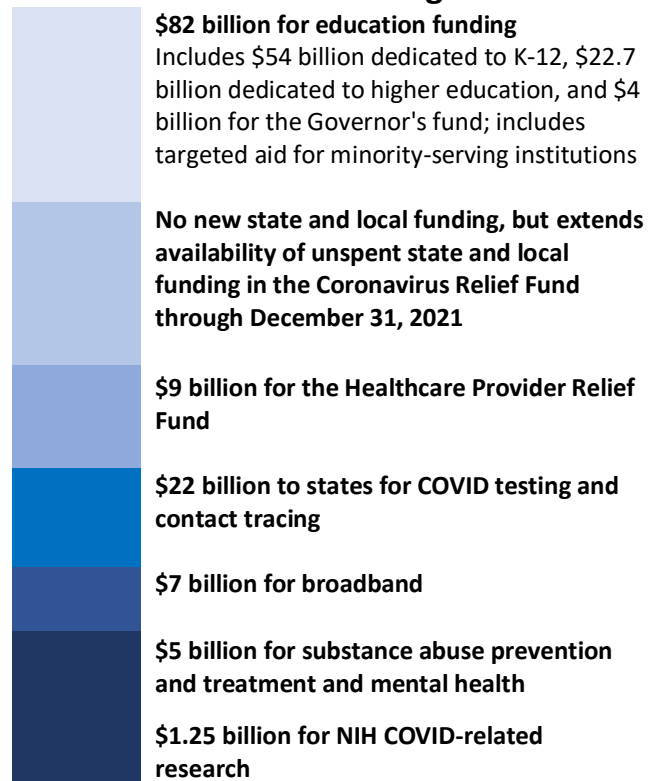 $82 billion for education funding
Includes $54 billion dedicated to K-12, $22.7
billion dedicated to higher education, and $4
billion for the Governor's fund; includes
targeted aid for minority-serving institutions
No new state and local funding, but extends
availability of unspent state and local
funding in the Coronavirus Relief Fund
through December 31, 2021
$9 billion for the Healthcare Provider Relief
Fund
$22 billion to states for COVID testing and
contact tracing
$7 billion for broadband
$5 billion for substance abuse prevention
and treatment and mental health
$1.25 billion for NIH COVID-related
research